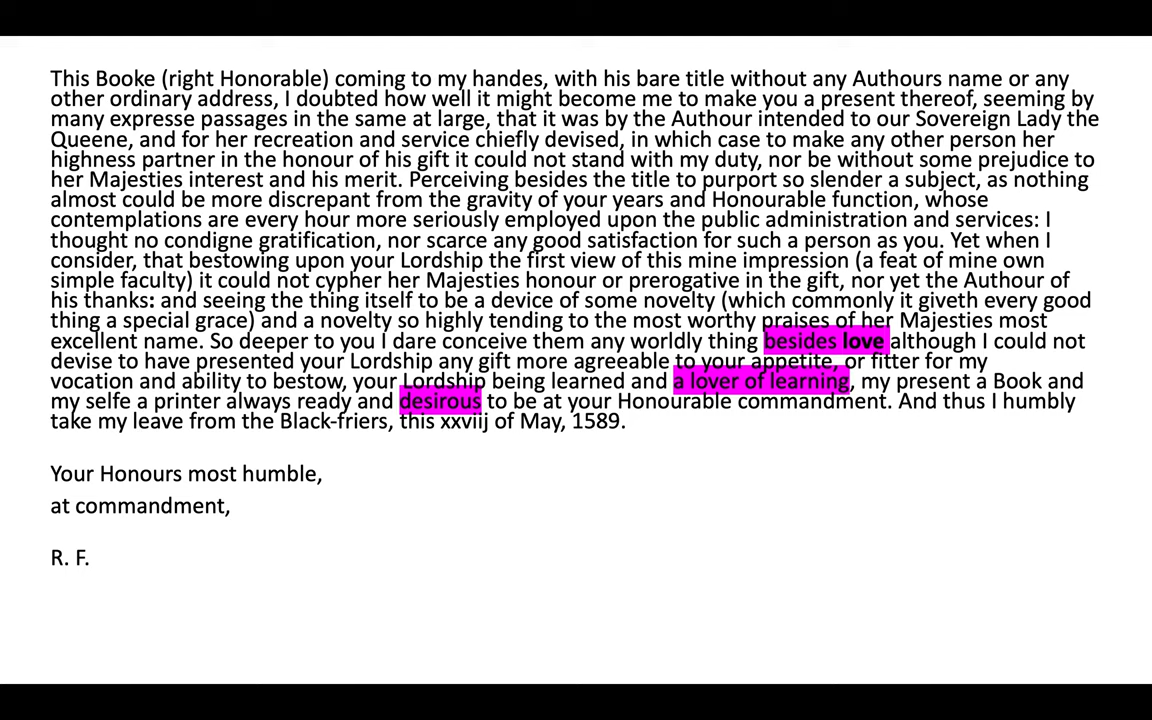 This Booke (right Honorable) coming to my handes, with his bare title without any Authours name or any
other ordinary address, I doubted how well it might become me to make you a present thereof, seeming by
many expresse passages in the same at large, that it was by the Authour intended to our Sovereign Lady the
Queene, and for her recreation and service chiefly devised, in which case to make any other person her
highness partner in the honour of his gift it could not stand with my duty, nor be without some prejudice to
her Majesties interest and his merit. Perceiving besides the title to purport so slender a subject, as nothing
almost could be more discrepant from the gravity of your years and Honourable function, whose
contemplations are every hour more seriously employed upon the public administration and services: I
thought no condigne gratification, nor scarce any good satisfaction for such a person as you. Yet when I
consider, that bestowing upon your Lordship the first view of this mine impression (a feat of mine own
simple faculty) it could not cypher her Majesties honour or prerogative in the gift, nor yet the Authour of
his thanks: and seeing the thing itself to be a device of some novelty (which commonly it giveth every good
thing a special grace) and a novelty so highly tending to the most worthy praises of her Majesties most
excellent name. So deeper to you I dare conceive them any worldly thing besides love although I could not
devise to have presented your Lordship any gift more agreeable to your appetite, or fitter for my
vocation and ability to bestow, your Lordship being learned and a lover of learning, my present a Book and
my selfe a printer always ready and desirous to be at your Honourable commandment. And thus I humbly
take my leave from the Black-friers, this xxviij of May, 1589.
Your Honours most humble,
at commandment,
R. F.